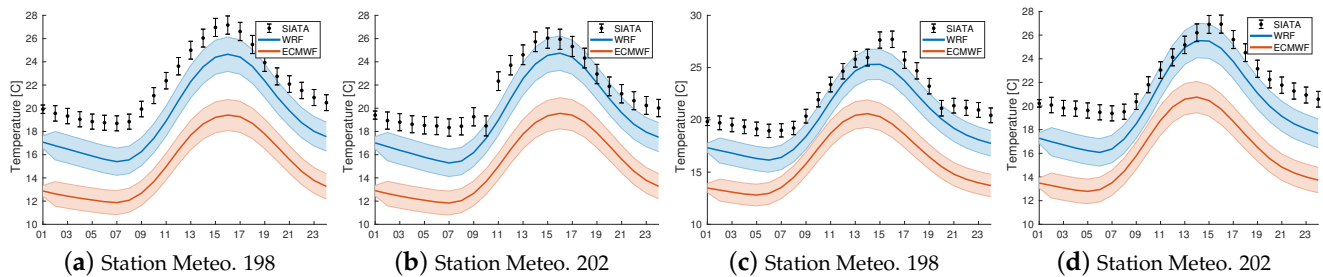 28
26
24
22
20
18
16
14
12
10
Temperature [C]
SIATA
WRF
ECMWF
01 03 05 07 09 11 13 15 17 19 21 23
(a) Station Meteo. 198
28
26
24
22
20
18
16
14
12
10
Temperature [C]
SIATA
WRF
ECMWF
01 03 05 07 09 11 13 15 17 19 21 23
(b) Station Meteo. 202
30
25
20
15
10
Temperature [C]
SIATA
WRF
ECMWF
01 03 05 07 09 11 13 15 17 19 21 23
(c) Station Meteo. 198
28
26
24
22
20
18
16
14
12
10
Temperature [C]
SIATA
WRF
ECMWF
01 03 05 07 09 11 13 15 17 19 21 23
(d) Station Meteo. 202